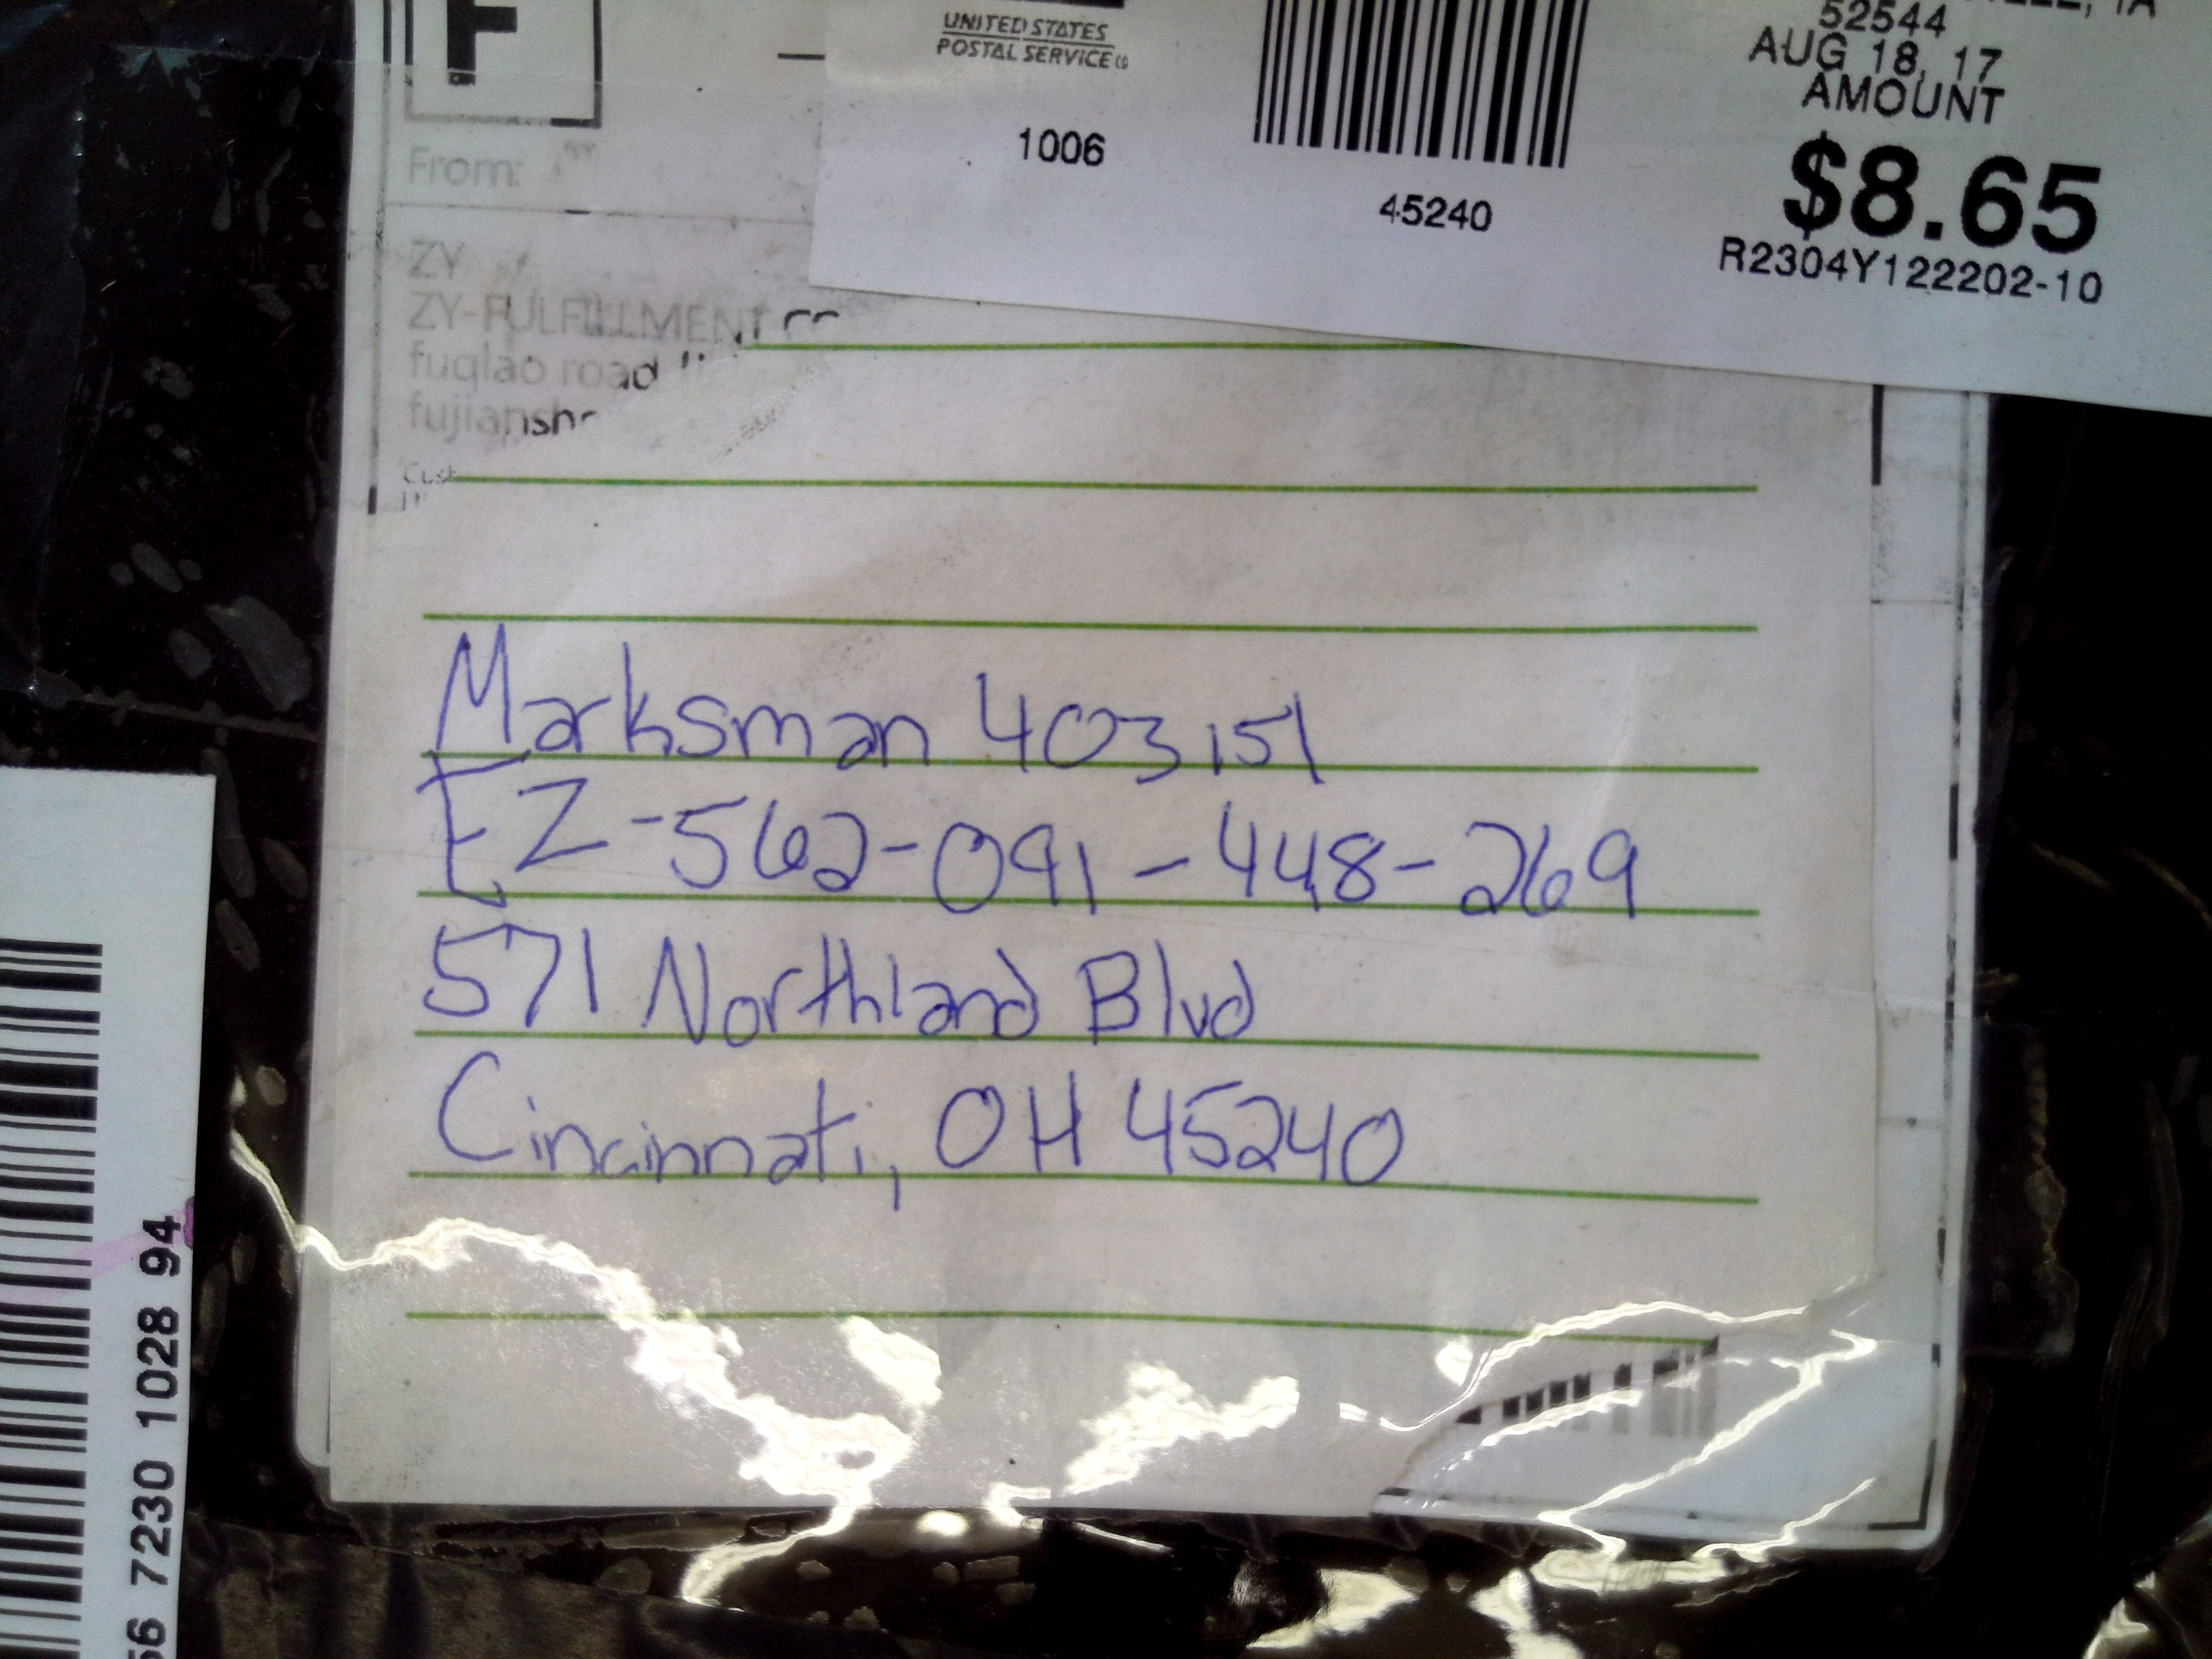 UNITED STATES
POSTAL SERVICE
1006
45240
52544
AUG 18, 17
AMOUNT
$8.65
R2304Y122202-10
F
From:
ZY
ZY-FULFILLMENT
fuqiao road
Marksman 403151
EZ-562-091-448-269
571 Northland Blvd
Cincinnati, OH 45240
56 7230 1028 94